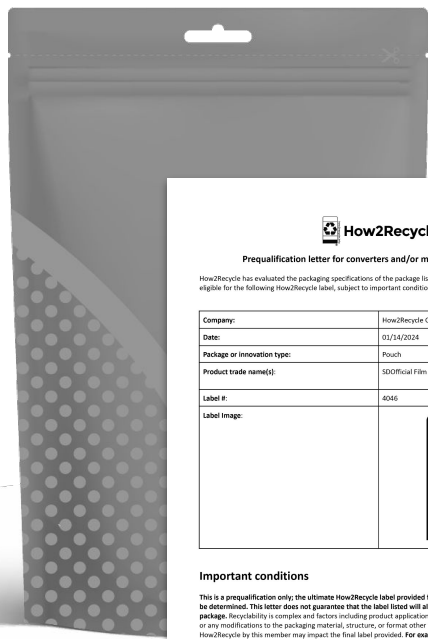 How2Recycl
Prequalification letter for converters and/or m
How2Recycle has evaluated the packaging specifications of the package lis
eligible for the following How2Recycle label, subject to important conditio
Company: How2Recycle C
Date: 01/14/2024
Package or innovation type: Pouch
Product trade name(s): SDOfficial Film
Label #: 4046
Label Image:
Important conditions
This is a prequalification only; the ultimate How2Recycle label provided t
be determined. This letter does not guarantee that the label listed will al
package. Recyclability is complex and factors including product application
or any modifications to the packaging material, structure, or format other
How2Recycle by this member may impact the final label provided. For exa